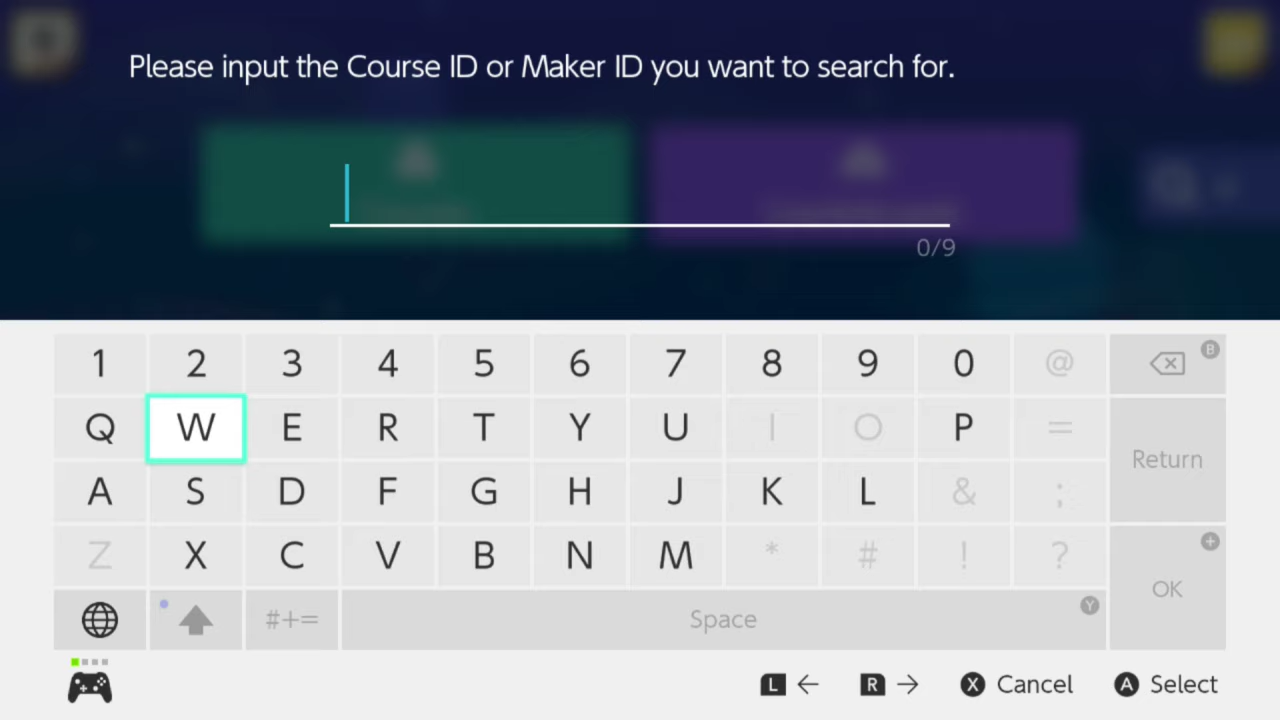 Please input the Course ID or Maker ID you want to search for.
0/9
1 2 3 4 5 6 7 8 9 0 @ B
Q W E R T Y U I O P = Return
A S D F G H J K L & ;
Z X C V B N M * # ! ? +
#+= Space Y OK
L ← R → X Cancel A Select